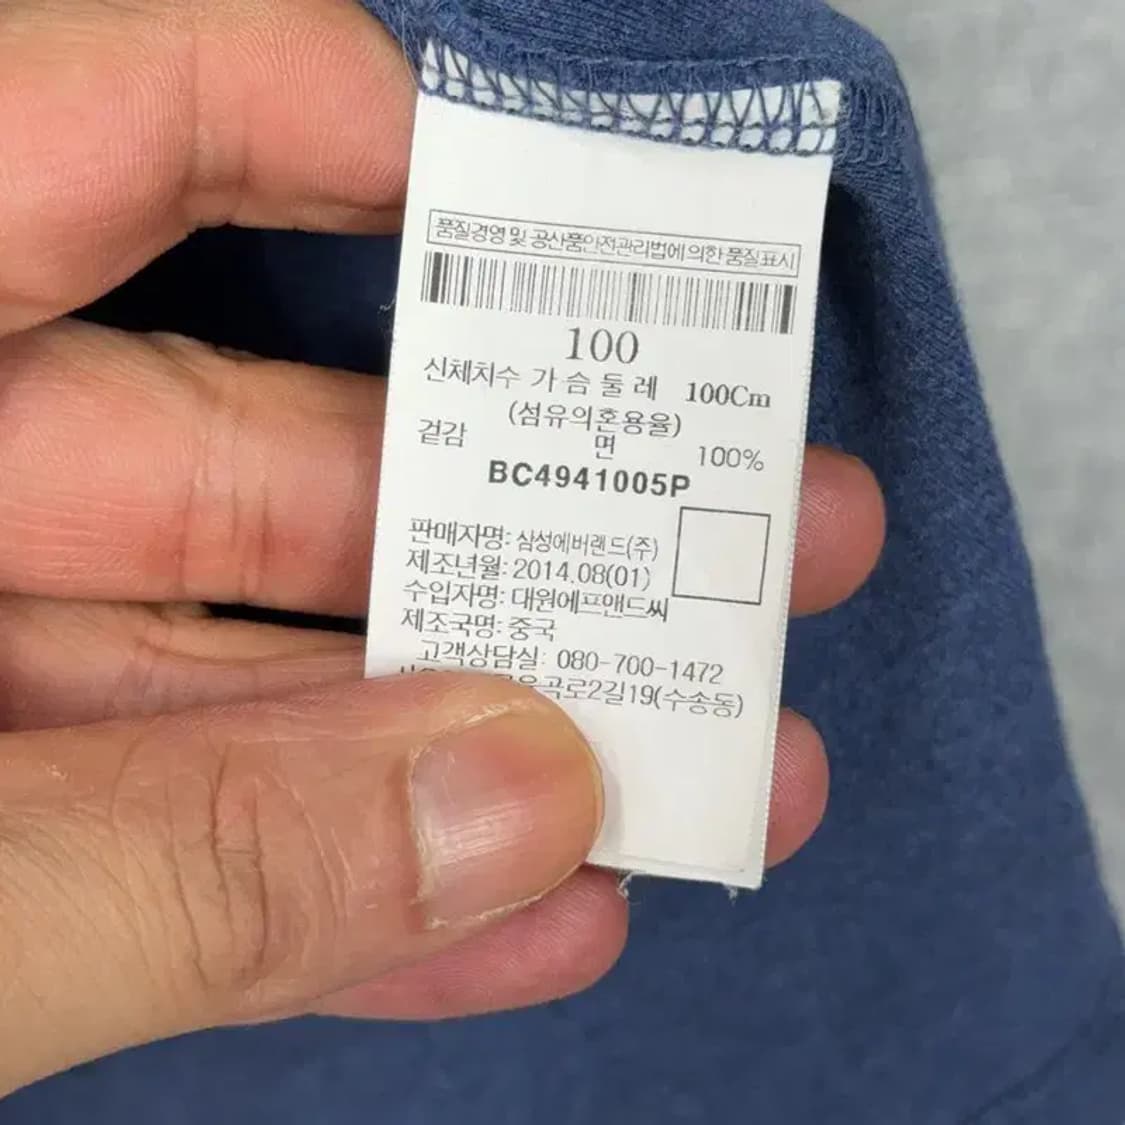 품질경영 및 공산품안전관리법에 의한 품질표시
100
신체치수 가 슴 둘 레 100Cm
(섬유의혼용율)
겉감 면 100%
BC4941005P
판매자명: 삼성에버랜드(주)
제조년월: 2014.08(01)
수입자명: 대원에프앤드씨
제조국명: 중국
고객상담실: 080-700-1472
율곡로2길19(수송동)